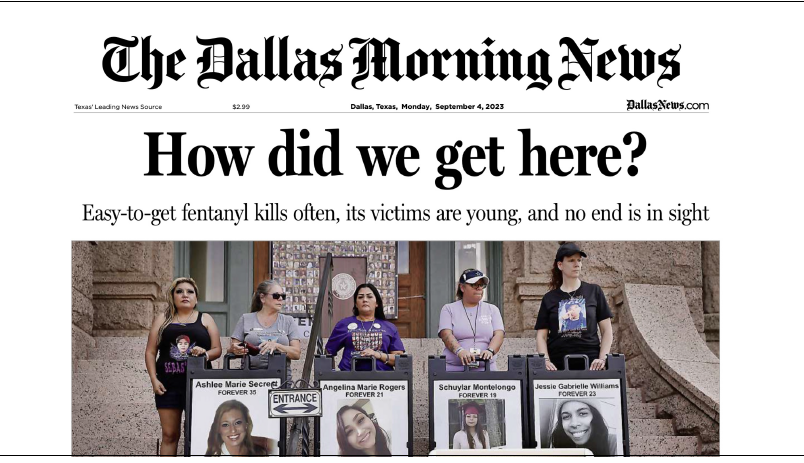 The Dallas Morning News
Texas' Leading News Source $2.99 Dallas, Texas, Monday, September 4, 2023 DallasNews.com
How did we get here?
Easy-to-get fentanyl kills often, its victims are young, and no end is in sight
Ashlee Marie Secrest
FOREVER 35
ENTRANCE
Angelina Marie Rogers
FOREVER 21
Schuylar Montelongo
FOREVER 19
Jessie Gabrielle Williams
FOREVER 23